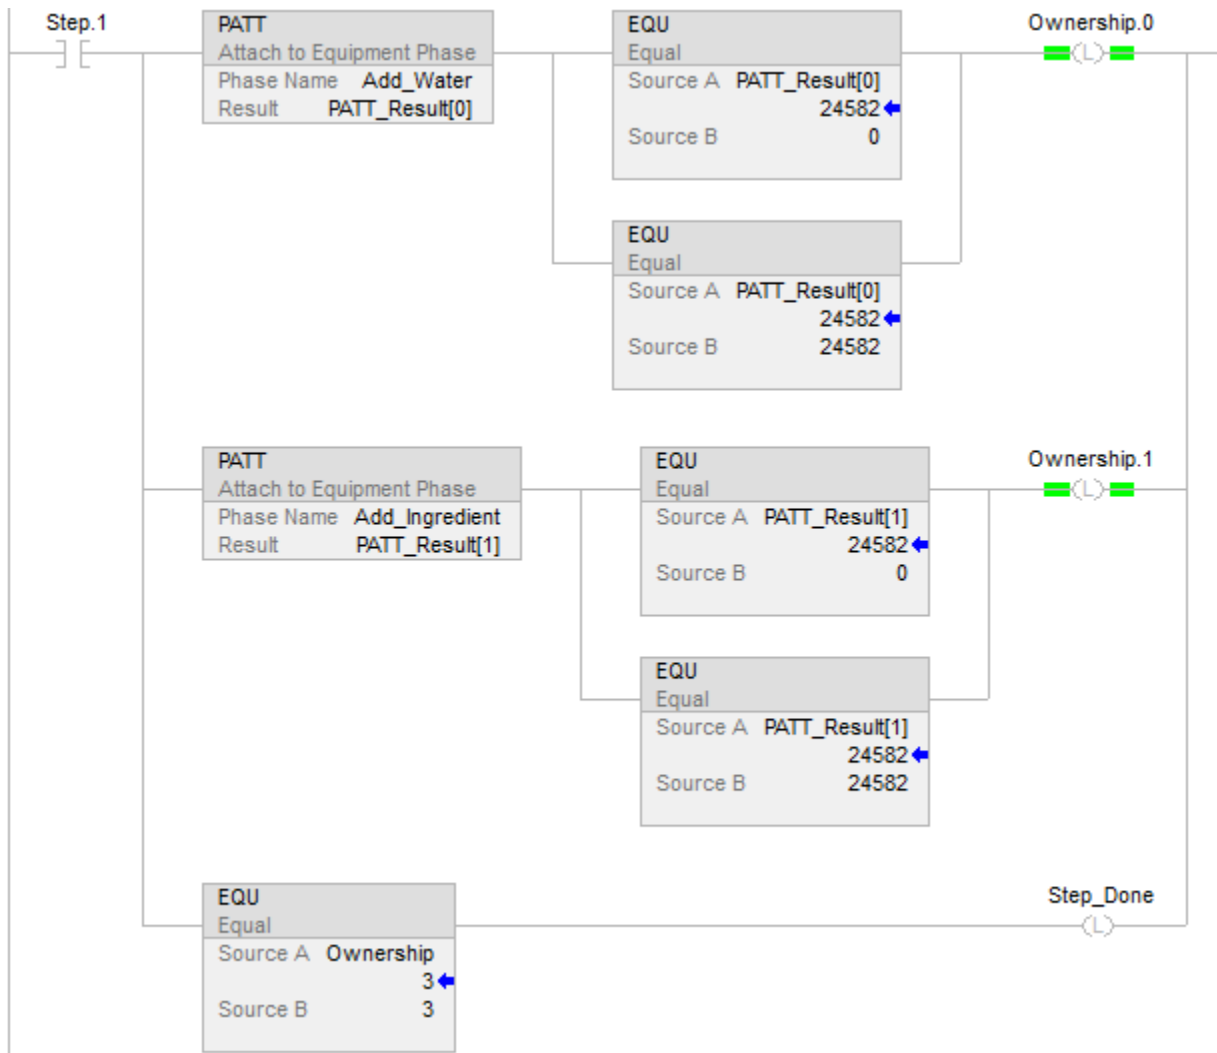 Step.1
PATT
Attach to Equipment Phase
Phase Name Add_Water
Result PATT_Result[0]
EQU
Equal
Source A PATT_Result[0]
24582
Source B 0
Ownership.0
(L)
EQU
Equal
Source A PATT_Result[0]
24582
Source B 24582
PATT
Attach to Equipment Phase
Phase Name Add_Ingredient
Result PATT_Result[1]
EQU
Equal
Source A PATT_Result[1]
24582
Source B 0
Ownership.1
(L)
EQU
Equal
Source A PATT_Result[1]
24582
Source B 24582
EQU
Equal
Source A Ownership
3
Source B 3
Step_Done
(L)